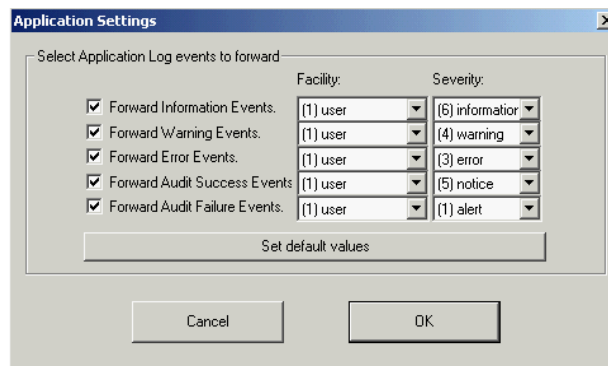 Application Settings
Select Application Log events to forward
Facility: Severity:
Forward Information Events. (1) user (6) information
Forward Warning Events. (1) user (4) warning
Forward Error Events. (1) user (3) error
Forward Audit Success Events (1) user (5) notice
Forward Audit Failure Events. (1) user (1) alert
Set default values
Cancel OK